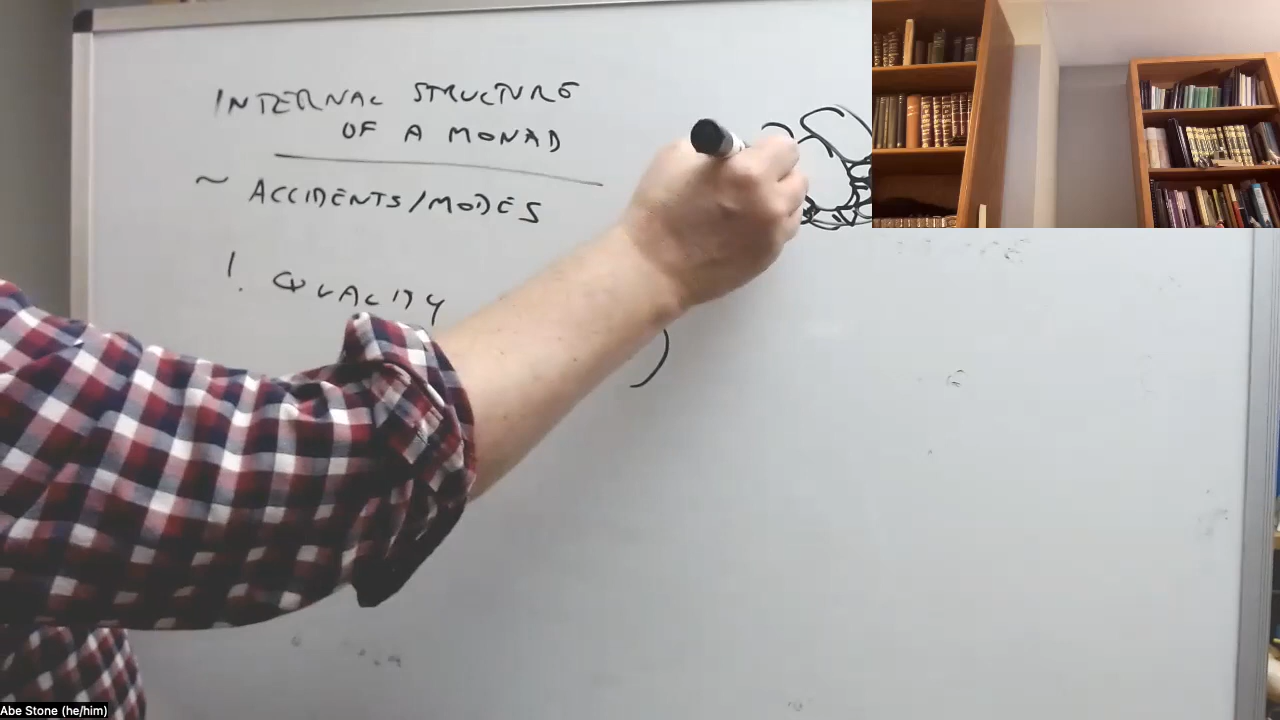 INTERNAL STRUCTURE
OF A MONAD
~ ACCIDENTS/MODES
1. QUALITY
)
Abe Stone (he/him)